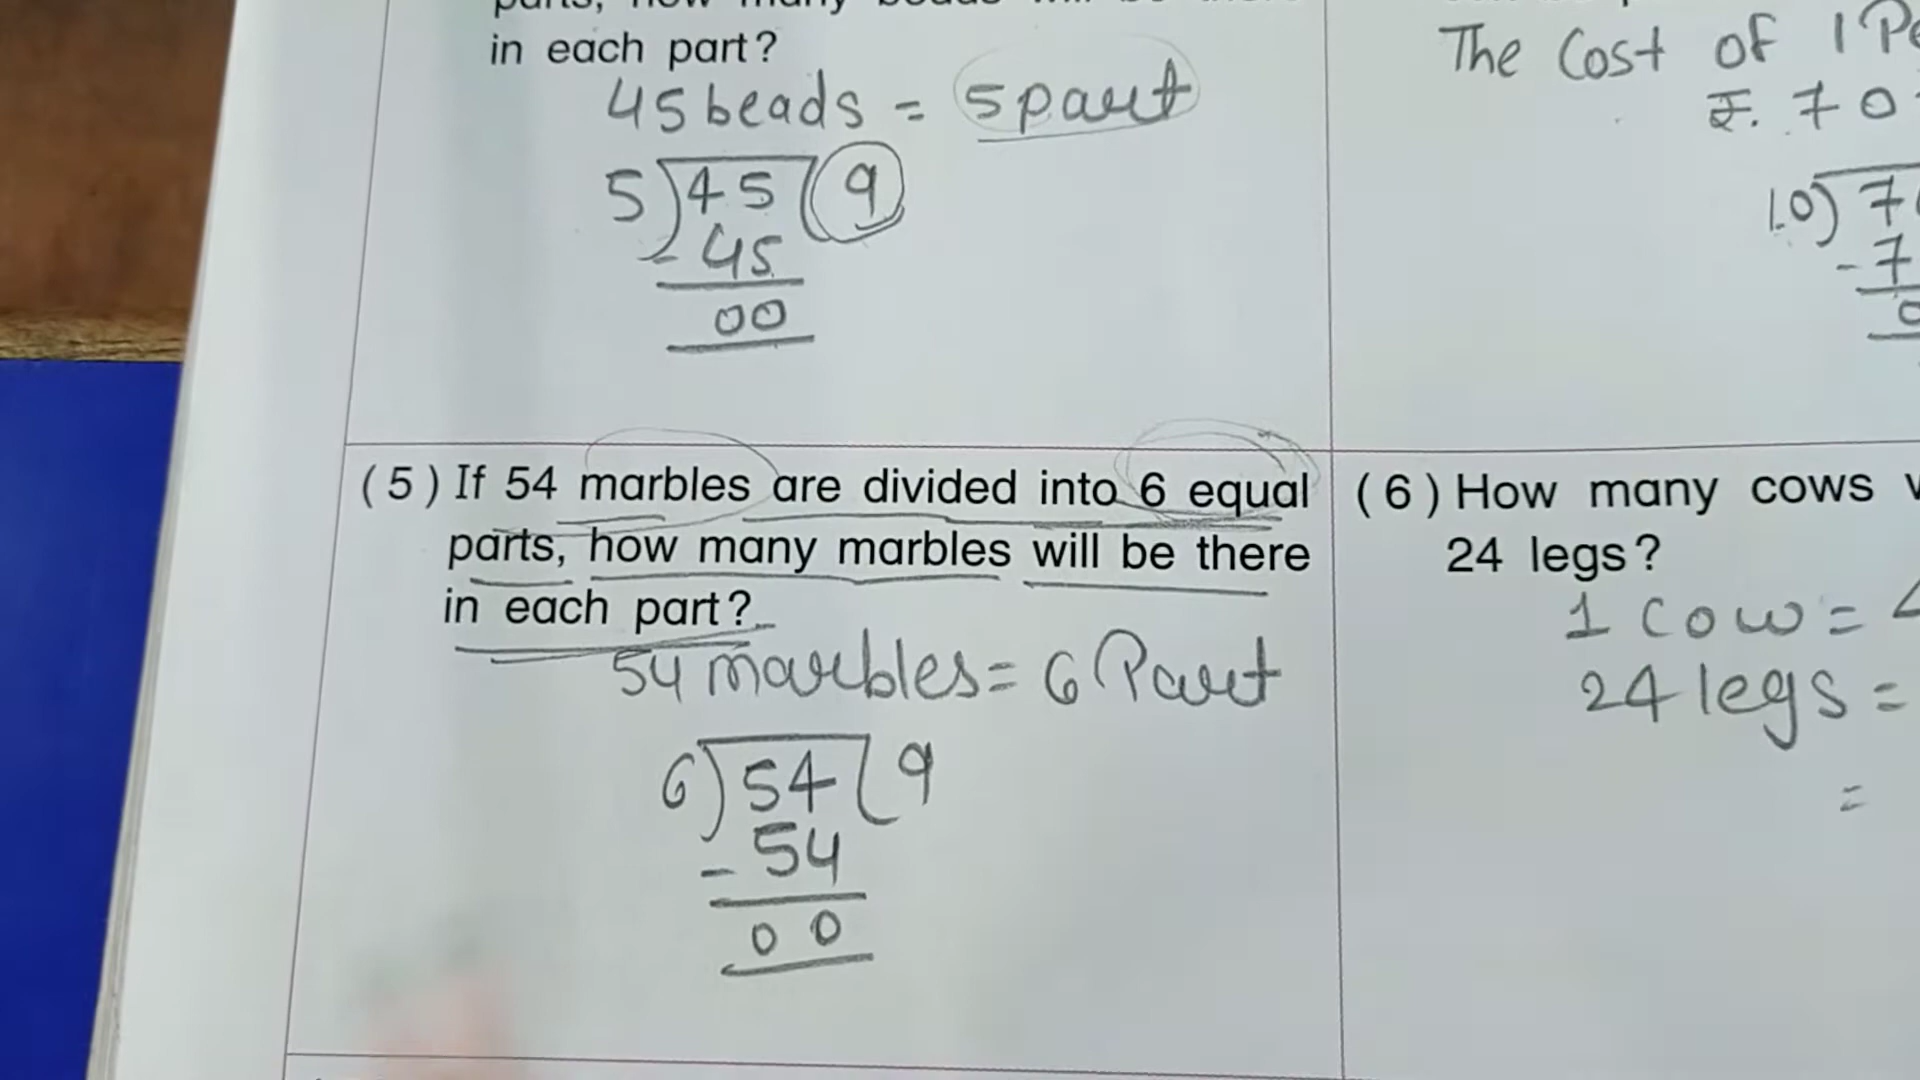 in each part?
45 beads = 5 part
5)45(9
- 45
00
The Cost of 1
₹. 70
10)7
- 7
0
(5) If 54 marbles are divided into 6 equal
parts, how many marbles will be there
in each part?
54 marbles = 6 Part
6)54(9
- 54
00
(6) How many cows
24 legs?
1 cow =
24 legs =
=